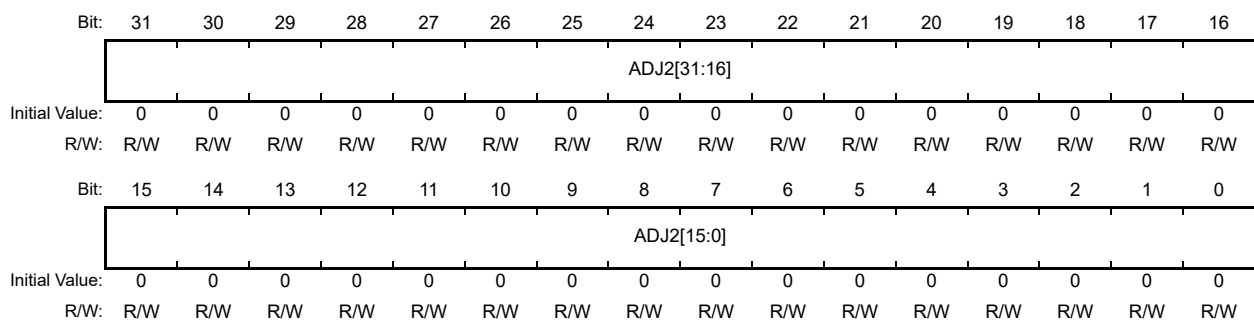 Bit: 31 30 29 28 27 26 25 24 23 22 21 20 19 18 17 16
ADJ2[31:16]
Initial Value: 0 0 0 0 0 0 0 0 0 0 0 0 0 0 0 0
R/W: R/W R/W R/W R/W R/W R/W R/W R/W R/W R/W R/W R/W R/W R/W R/W R/W
Bit: 15 14 13 12 11 10 9 8 7 6 5 4 3 2 1 0
ADJ2[15:0]
Initial Value: 0 0 0 0 0 0 0 0 0 0 0 0 0 0 0 0
R/W: R/W R/W R/W R/W R/W R/W R/W R/W R/W R/W R/W R/W R/W R/W R/W R/W